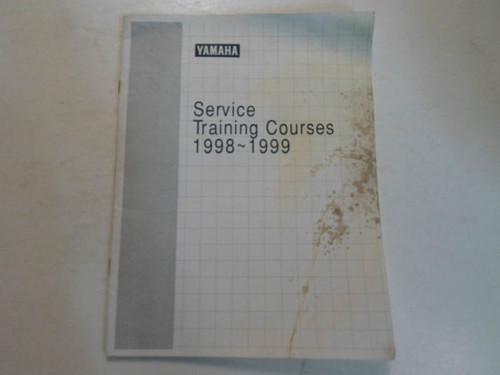 YAMAHA
Service
Training Courses
1998~1999